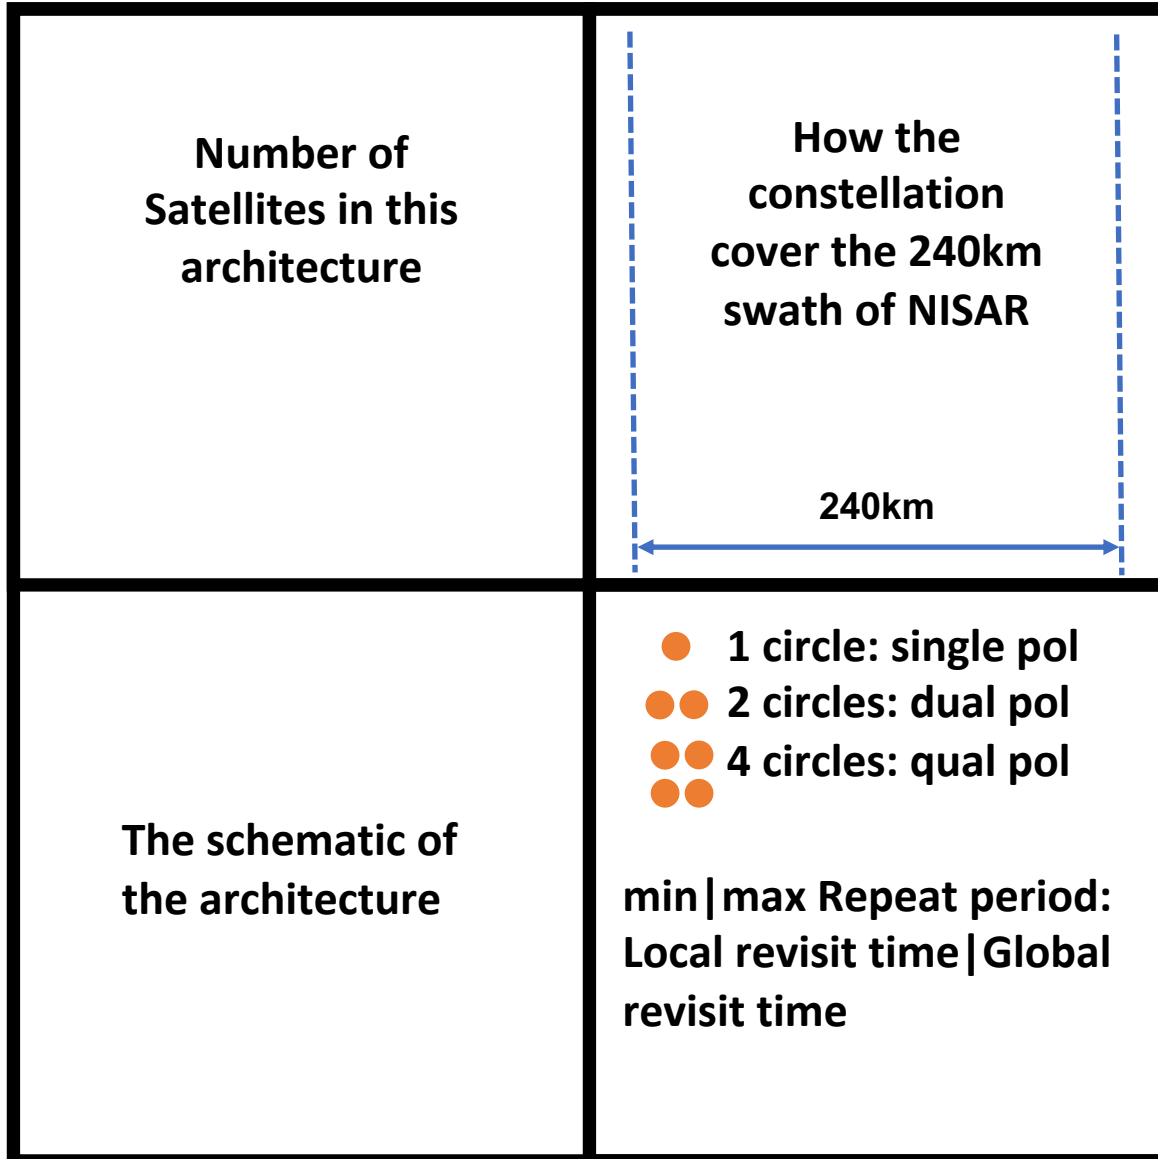 Number of
Satellites in this
architecture
How the
constellation
cover the 240km
swath of NISAR
240km
The schematic of
the architecture
1 circle: single pol
2 circles: dual pol
4 circles: qual pol
min|max Repeat period:
Local revisit time|Global
revisit time